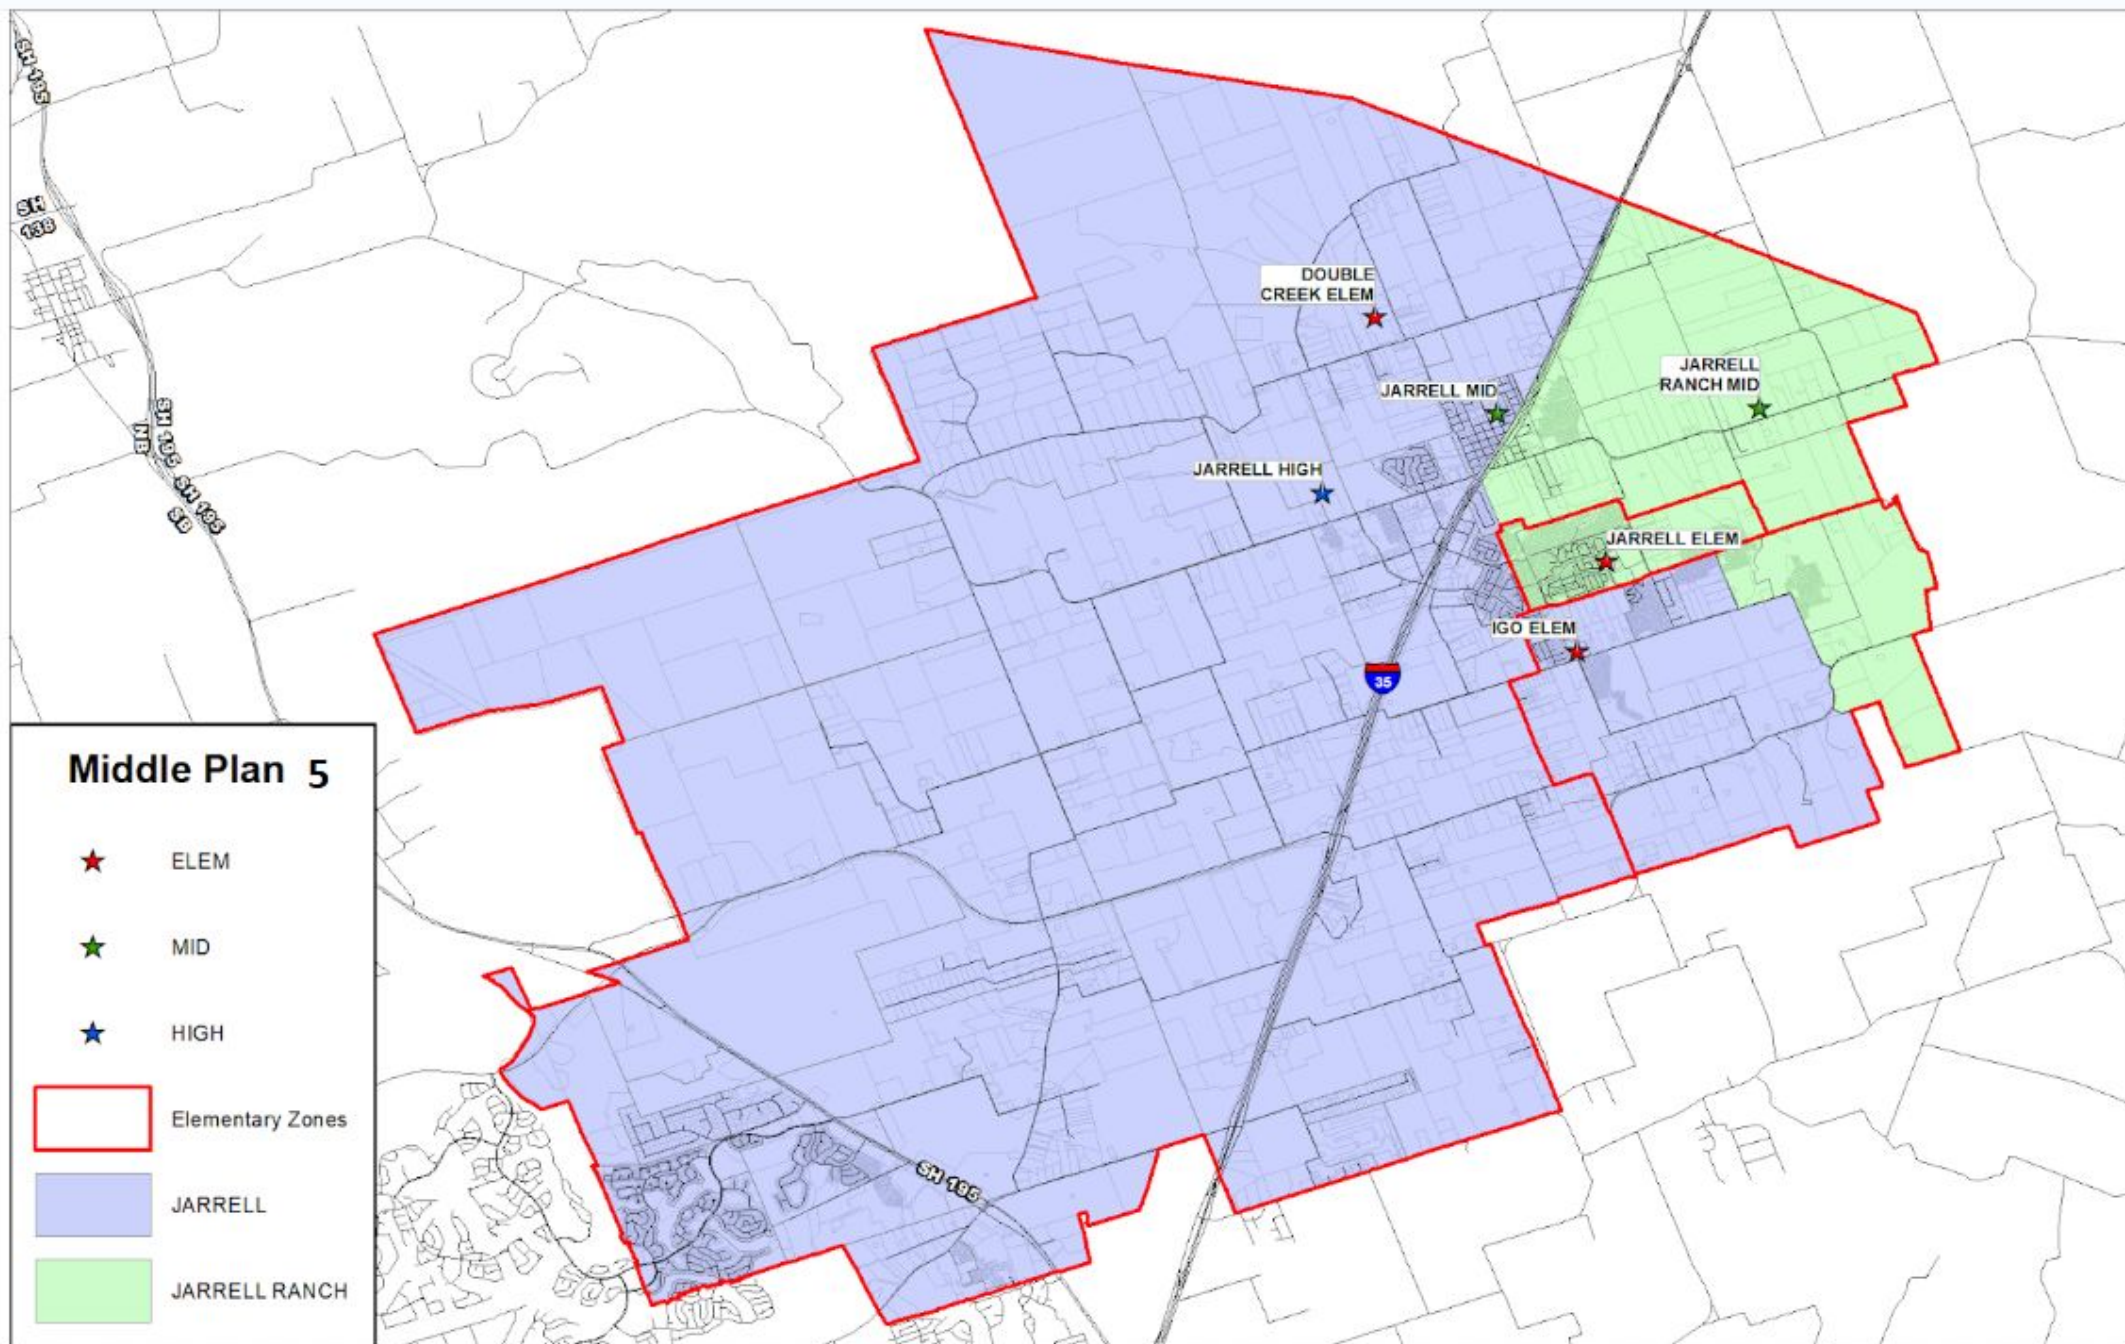 SH 195
SH
138
NB
SH 195
SH 195
SB
DOUBLE
CREEK ELEM
JARRELL MID
JARRELL
RANCH MID
JARRELL HIGH
JARRELL ELEM
IGO ELEM
35
SH 195
Middle Plan 5
ELEM
MID
HIGH
Elementary Zones
JARRELL
JARRELL RANCH